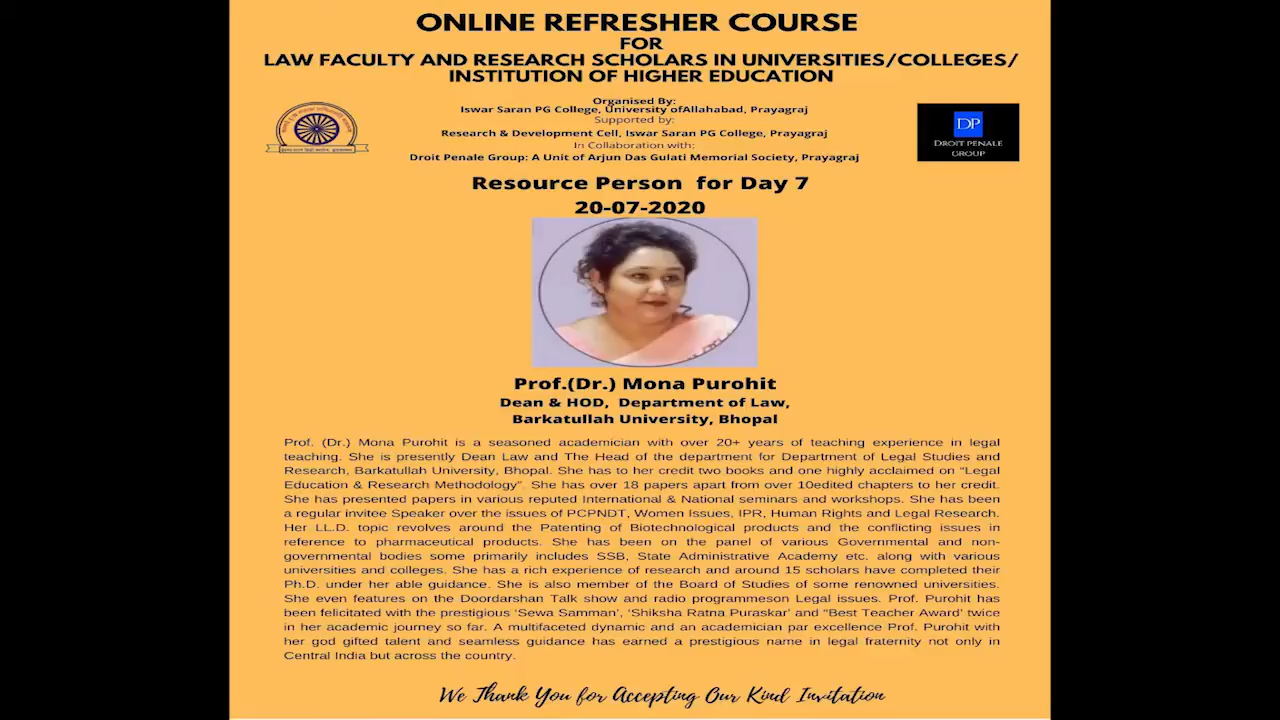 ONLINE REFRESHER COURSE
FOR
LAW FACULTY AND RESEARCH SCHOLARS IN UNIVERSITIES/COLLEGES/
INSTITUTION OF HIGHER EDUCATION
Organised By:
Iswar Saran PG College, University ofAllahabad, Prayagraj
Supported by:
Research & Development Cell, Iswar Saran PG College, Prayagraj
In Collaboration with:
Droit Penale Group: A Unit of Arjun Das Gulati Memorial Society, Prayagraj
DP
DROIT PENALE
GROUP
Resource Person for Day 7
20-07-2020
Prof.(Dr.) Mona Purohit
Dean & HOD, Department of Law,
Barkatullah University, Bhopal
Prof. (Dr.) Mona Purohit is a seasoned academician with over 20+ years of teaching experience in legal
teaching. She is presently Dean Law and The Head of the department for Department of Legal Studies and
Research, Barkatullah University, Bhopal. She has to her credit two books and one highly acclaimed on “Legal
Education & Research Methodology”. She has over 18 papers apart from over 10edited chapters to her credit.
She has presented papers in various reputed International & National seminars and workshops. She has been
a regular invitee Speaker over the issues of PCPNDT, Women Issues, IPR, Human Rights and Legal Research.
Her LL.D. topic revolves around the Patenting of Biotechnological products and the conflicting issues in
reference to pharmaceutical products. She has been on the panel of various Governmental and non-
governmental bodies some primarily includes SSB, State Administrative Academy etc. along with various
universities and colleges. She has a rich experience of research and around 15 scholars have completed their
Ph.D. under her able guidance. She is also member of the Board of Studies of some renowned universities.
She even features on the Doordarshan Talk show and radio programmeson Legal issues. Prof. Purohit has
been felicitated with the prestigious ‘Sewa Samman’, ‘Shiksha Ratna Puraskar’ and "Best Teacher Award’ twice
in her academic journey so far. A multifaceted dynamic and an academician par excellence Prof. Purohit with
her god gifted talent and seamless guidance has earned a prestigious name in legal fraternity not only in
Central India but across the country.
We Thank You for Accepting Our Kind Invitation